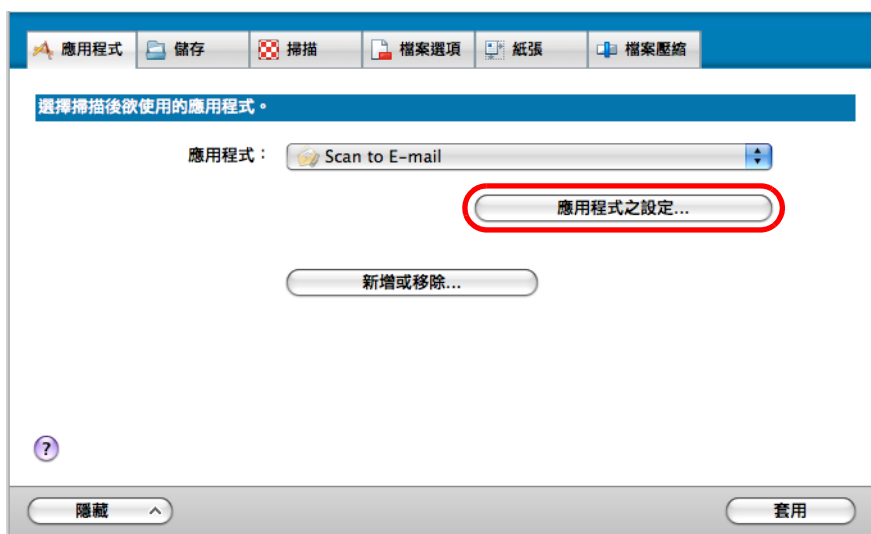 應用程式 儲存 掃描 檔案選項 紙張 檔案壓縮
選擇掃描後欲使用的應用程式。
應用程式： Scan to E-mail
應用程式之設定...
新增或移除...
?
隱藏 套用